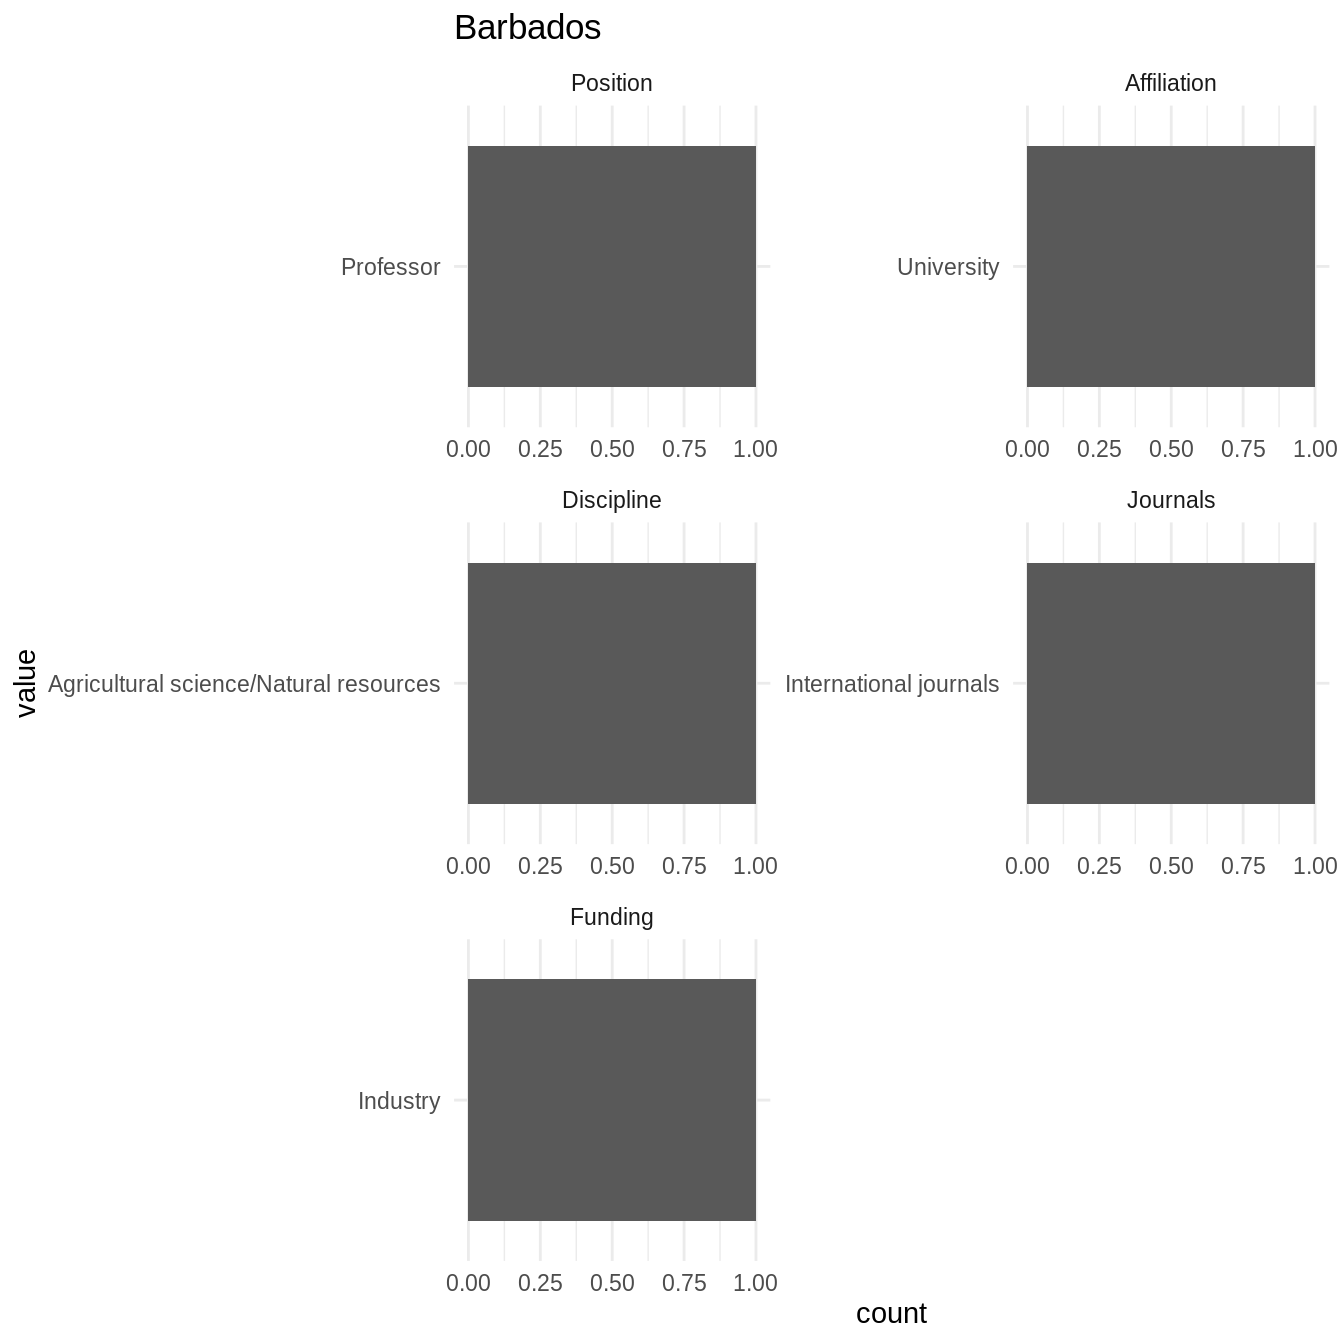 Barbados
Position
Affiliation
Professor
University
0.00 0.25 0.50 0.75 1.00
0.00 0.25 0.50 0.75 1.00
Discipline
Journals
value
Agricultural science/Natural resources
International journals
0.00 0.25 0.50 0.75 1.00
0.00 0.25 0.50 0.75 1.00
Funding
Industry
0.00 0.25 0.50 0.75 1.00
count